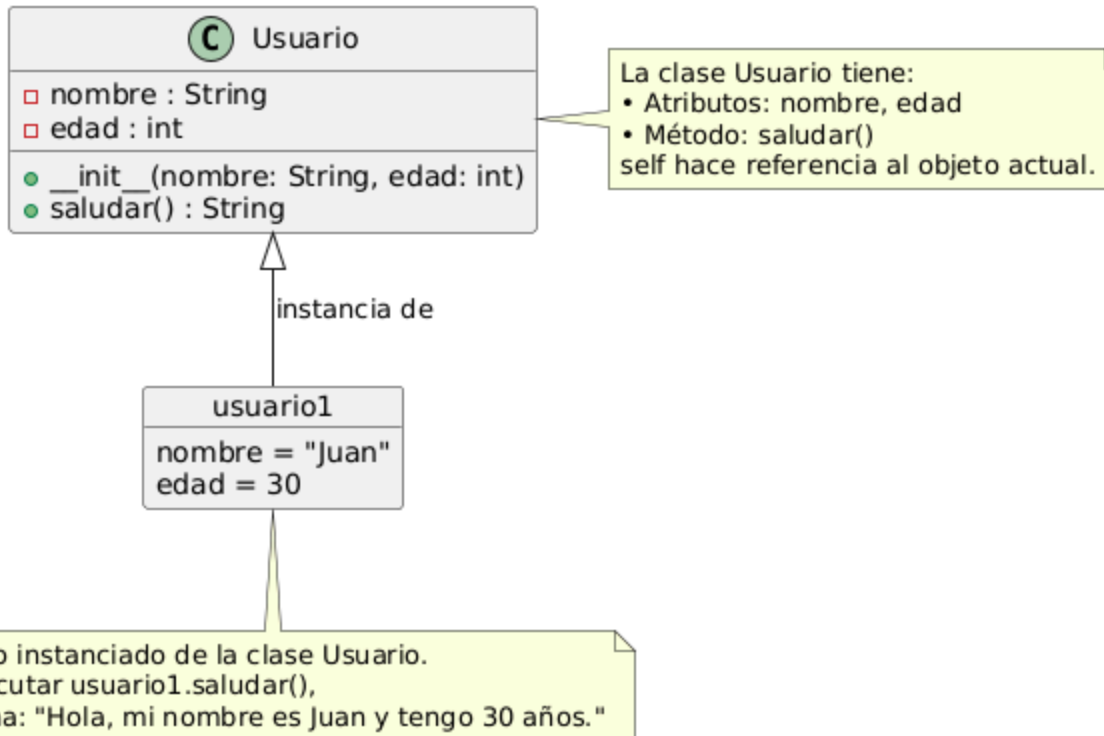 C Usuario
nombre : String
edad : int
__init__(nombre: String, edad: int)
saludar() : String
La clase Usuario tiene:
• Atributos: nombre, edad
• Método: saludar()
self hace referencia al objeto actual.
instancia de
usuario1
nombre = "Juan"
edad = 30
instanciado de la clase Usuario.
usuario1.saludar(),
"Hola, mi nombre es Juan y tengo 30 años."